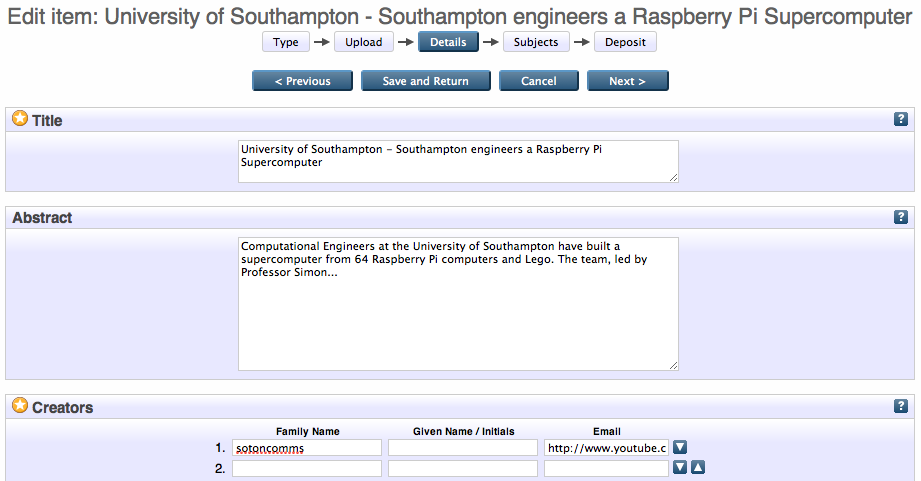 Edit item: University of Southampton - Southampton engineers a Raspberry Pi Supercomputer
Type Upload Details Subjects Deposit
< Previous Save and Return Cancel Next >
Title ?
University of Southampton - Southampton engineers a Raspberry Pi
Supercomputer
Abstract ?
Computational Engineers at the University of Southampton have built a
supercomputer from 64 Raspberry Pi computers and Lego. The team, led by
Professor Simon...
Creators ?
Family Name Given Name / Initials Email
1. sotoncomms http://www.youtube.c
2.